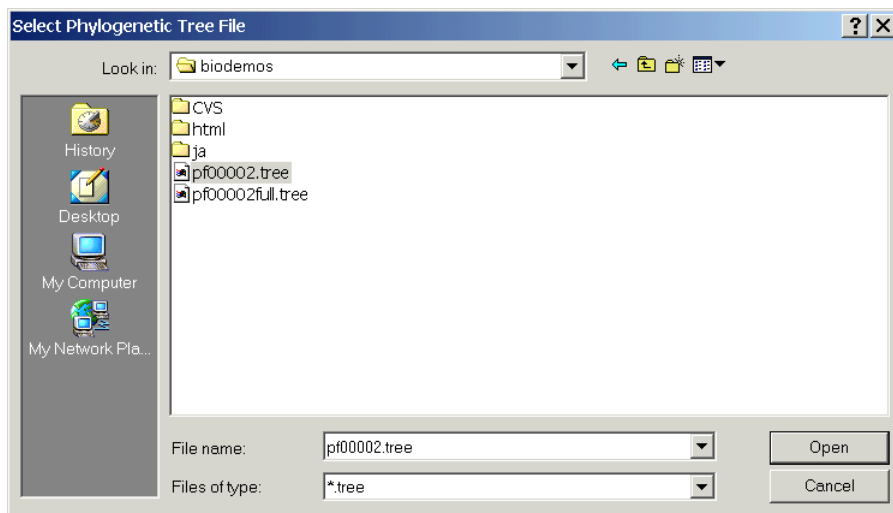 Select Phylogenetic Tree File
Look in: biodemos
History
Desktop
My Computer
My Network Pla...
CVS
html
ja
pf00002.tree
pf00002full.tree
File name: pf00002.tree Open
Files of type: *.tree Cancel